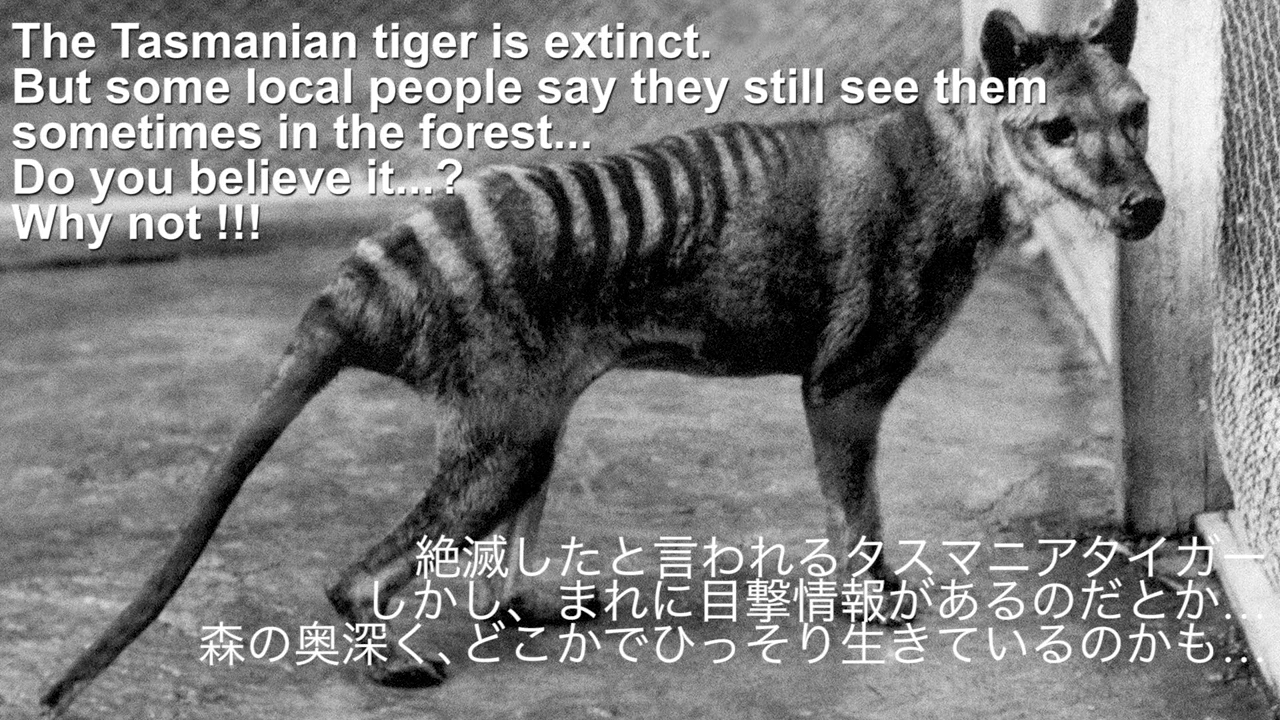 The Tasmanian tiger is extinct.
But some local people say they still see them
sometimes in the forest...
Do you believe it...?
Why not !!!
絶滅したと言われるタスマニアタイガー
しかし、まれに目撃情報があるのだとか...
森の奥深く、どこかでひっそり生きているのかも...